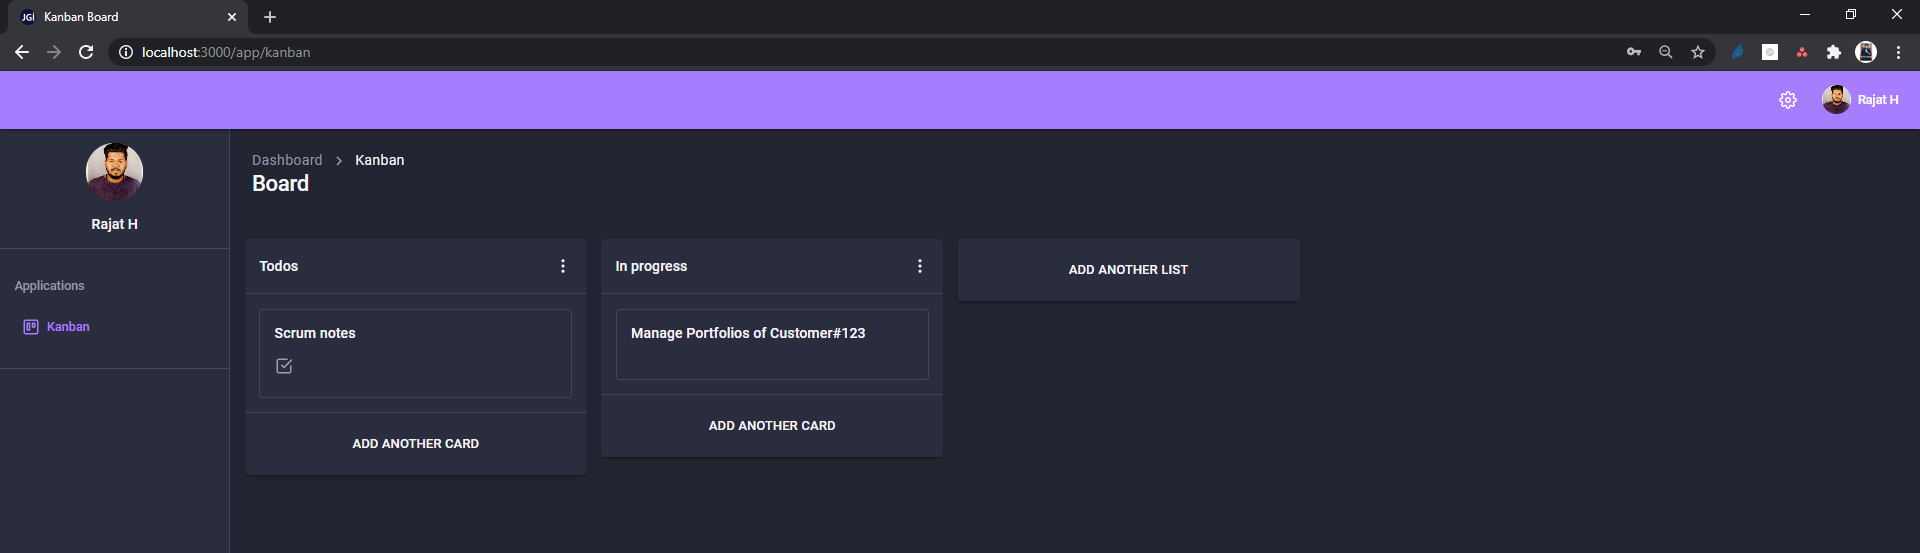 JGI Kanban Board
localhost:3000/app/kanban
Rajat H
Rajat H
Applications
Kanban
Dashboard > Kanban
Board
Todos
Scrum notes
ADD ANOTHER CARD
In progress
Manage Portfolios of Customer#123
ADD ANOTHER CARD
ADD ANOTHER LIST